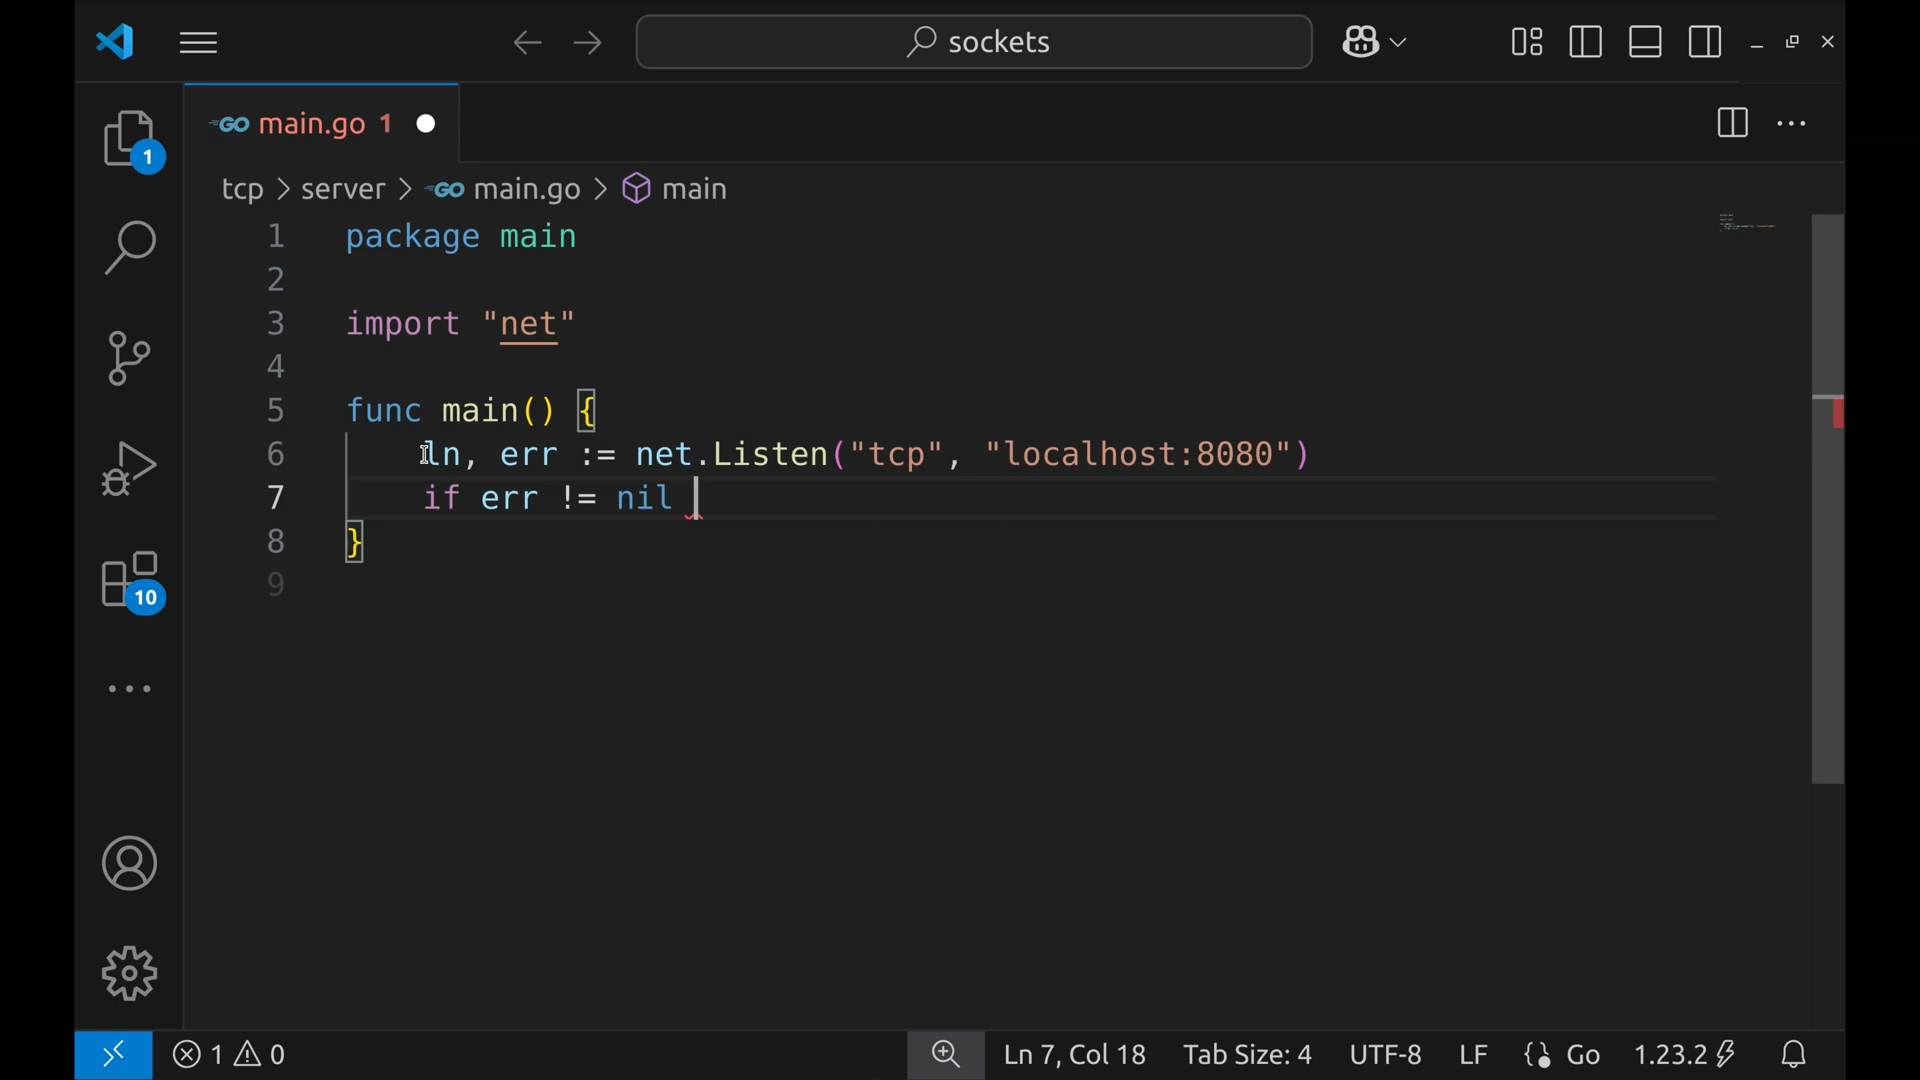 sockets
GO main.go 1
tcp > server > GO main.go > main
1 package main
2
3 import "net"
4
5 func main() {
6 ln, err := net.Listen("tcp", "localhost:8080")
7 if err != nil
8 }
9
1
10
1 0
Ln 7, Col 18 Tab Size: 4 UTF-8 LF Go 1.23.2